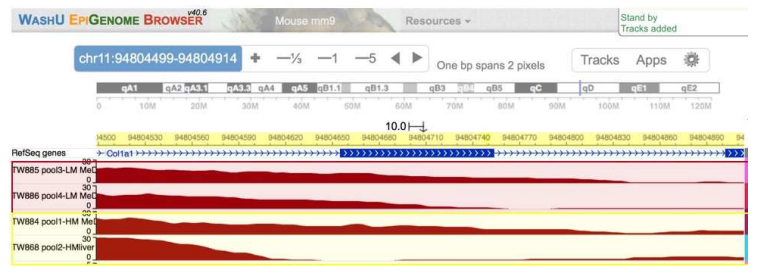 WASHU EPIGENOME BROWSER v40.6
Mouse mm9
Resources
Stand by
Tracks added
chr11:94804499-94804914
+ —⅓ —1 —5
One bp spans 2 pixels
Tracks Apps
qA1 qA2 qA3.1 qA3.3 qA4 qA5 qB1.1 qB1.3 qB3 qB4 qB5 qC qD qE1 qE2
0 10M 20M 30M 40M 50M 60M 70M 80M 90M 100M 110M 120M
10.0
94500 94804530 94804560 94804590 94804620 94804650 94804680 94804710 94804740 94804770 94804800 94804830 94804860 94804890 94
RefSeq genes
Col1a1
30
TW885 pool3-LM MeD
0
30
TW886 pool4-LM MeD
0
TW884 pool1-HM MeD
0
30
TW868 pool2-HMliver
0